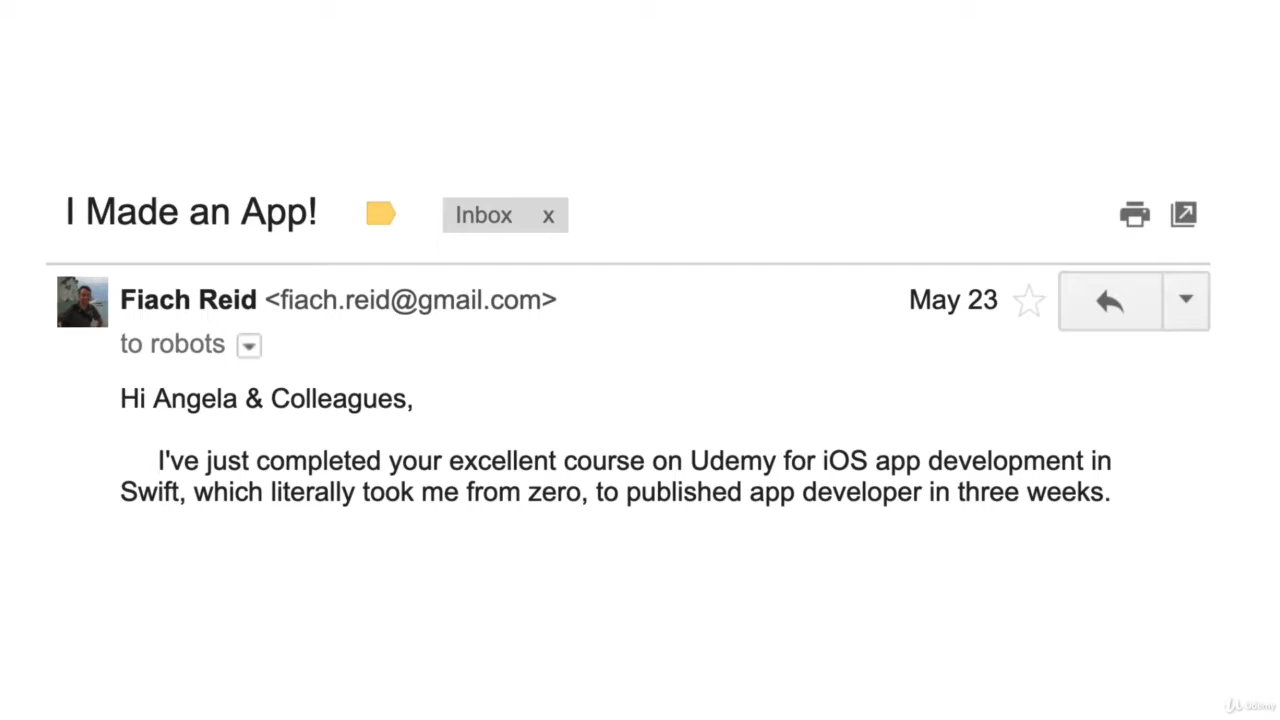 I Made an App!
Inbox x
Fiach Reid <fiach.reid@gmail.com>
May 23
to robots
Hi Angela & Colleagues,
I've just completed your excellent course on Udemy for iOS app development in
Swift, which literally took me from zero, to published app developer in three weeks.
Udemy